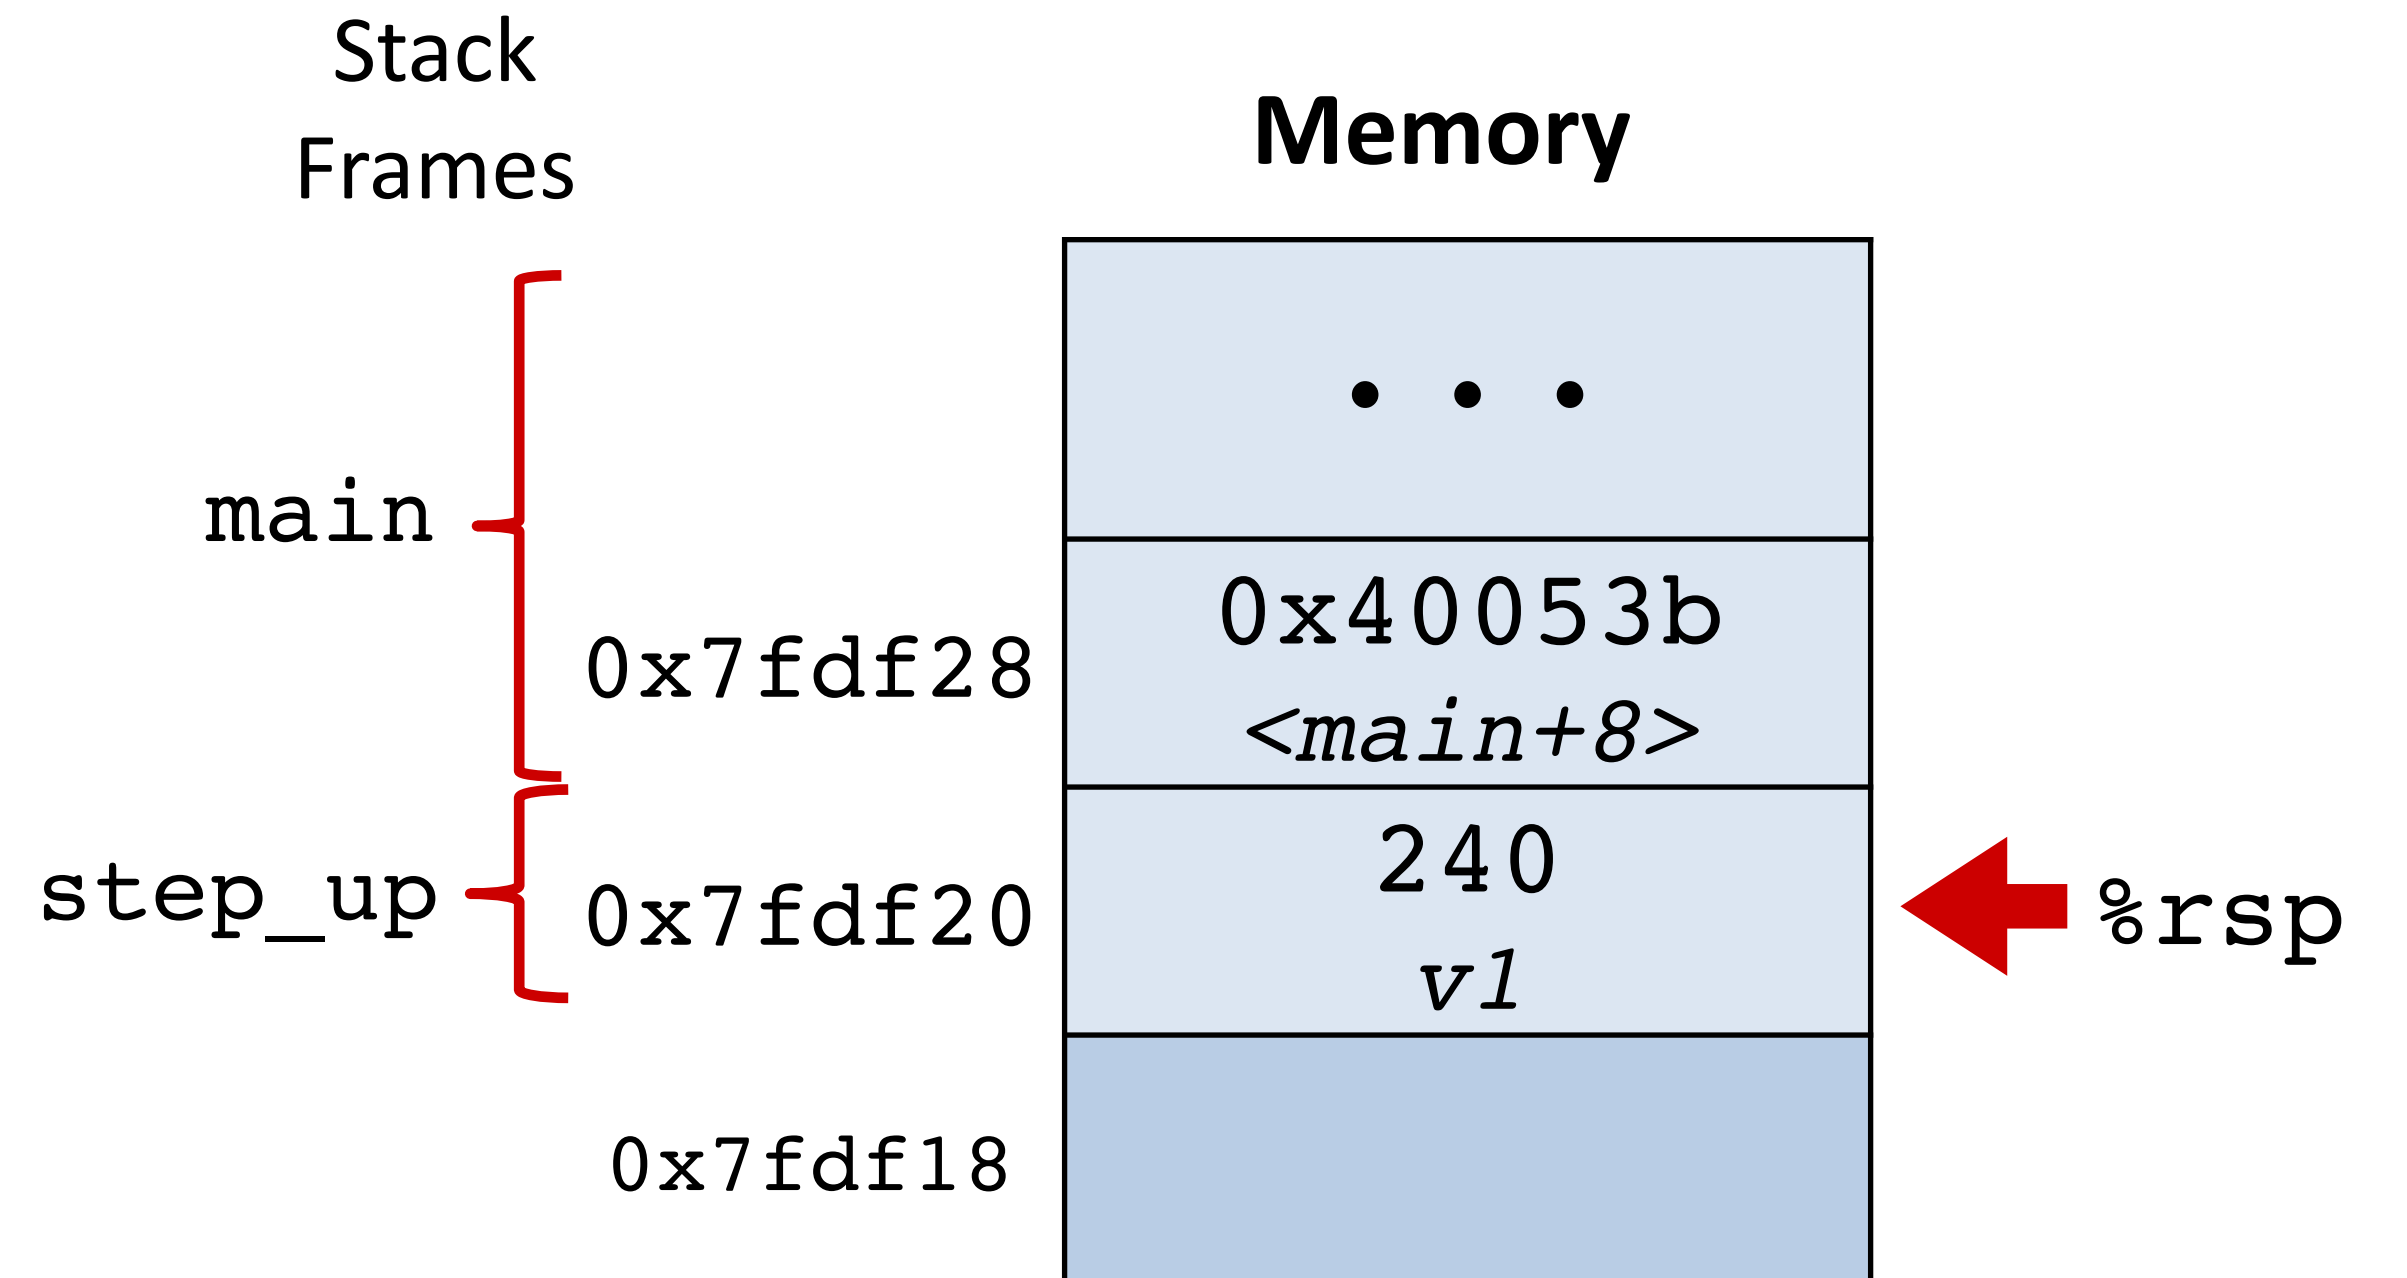 Stack
Frames
Memory
• • •
main
0x40053b
0x7fdf28
<main+8>
240
step_up
0x7fdf20
%rsp
v1
0x7fdf18